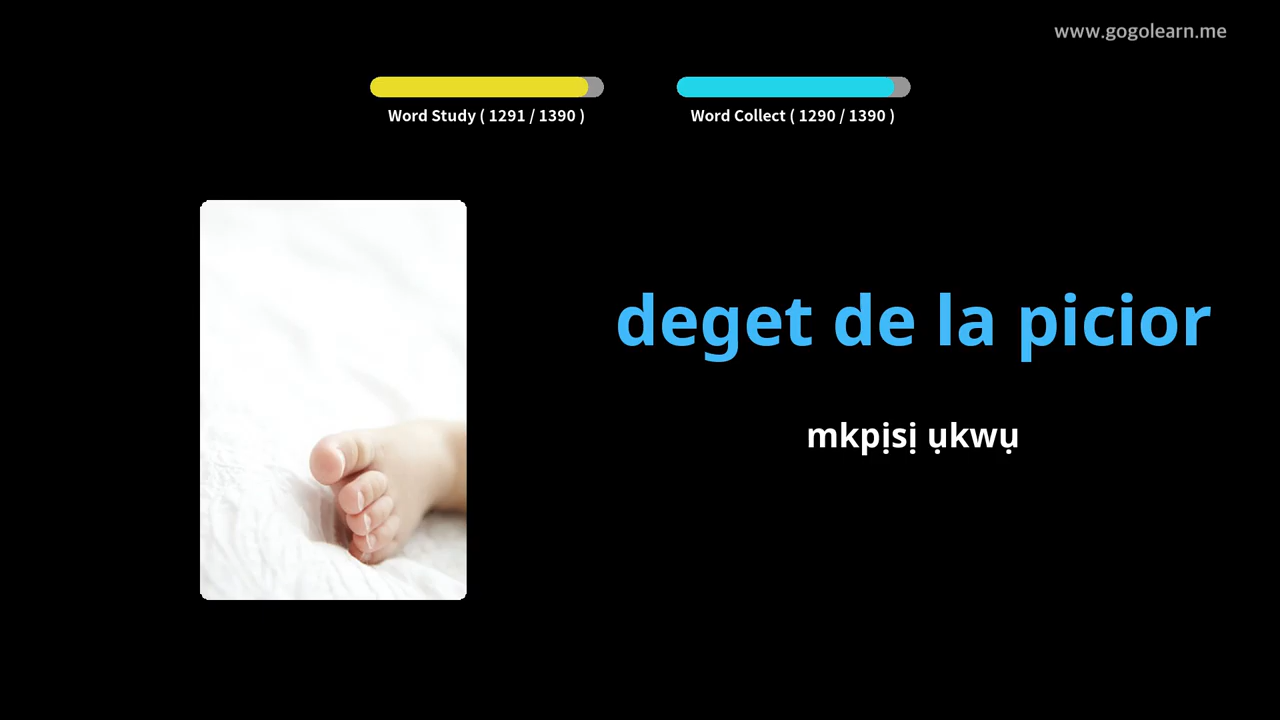 www.gogolearn.me
Word Study ( 1291 / 1390 )
Word Collect ( 1290 / 1390 )
deget de la picior
mkpịsị ụkwụ